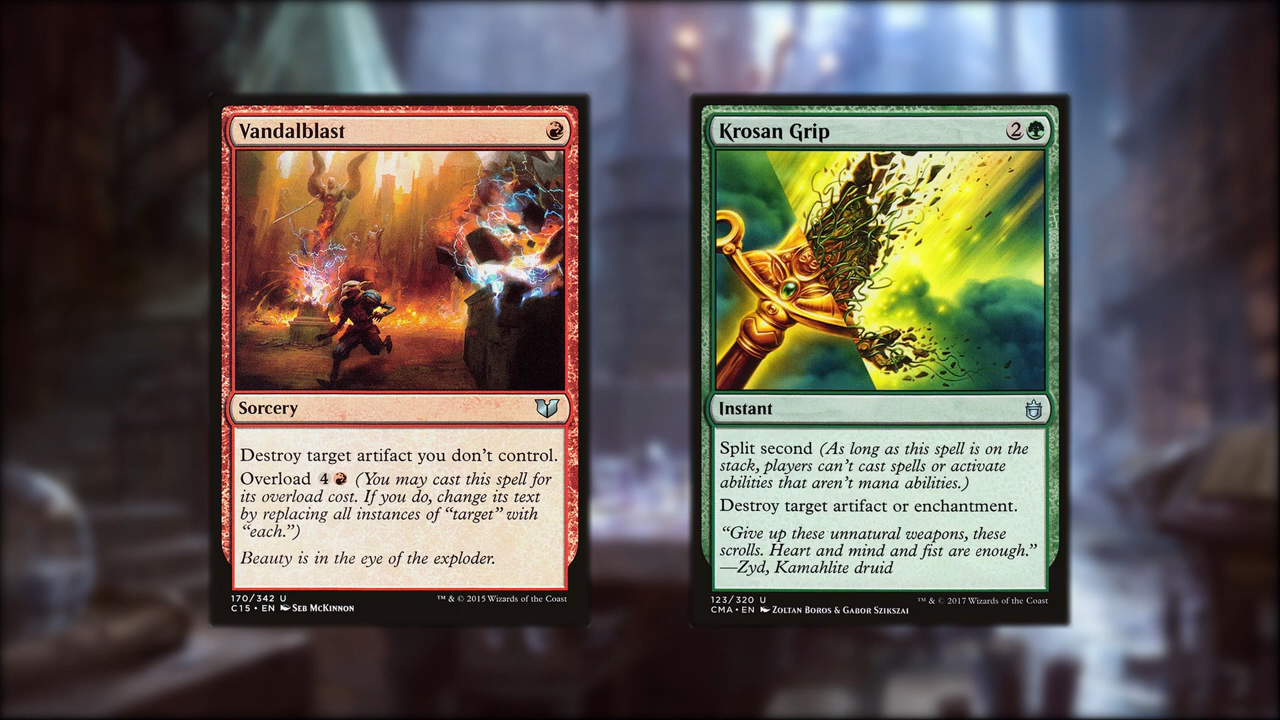 Vandalblast
Sorcery
Destroy target artifact you don't control.
Overload 4 (You may cast this spell for
its overload cost. If you do, change its text
by replacing all instances of "target" with
"each.")
Beauty is in the eye of the exploder.
170/342 U
C15 • EN Seb McKinnon
™ & © 2015 Wizards of the Coast
Krosan Grip
2
Instant
Split second (As long as this spell is on the
stack, players can't cast spells or activate
abilities that aren't mana abilities.)
Destroy target artifact or enchantment.
"Give up these unnatural weapons, these
scrolls. Heart and mind and fist are enough."
—Zyd, Kamahlite druid
123/320 U
CMA • EN Zoltan Boros & Gabor Szikszai
™ & © 2017 Wizards of the Coast